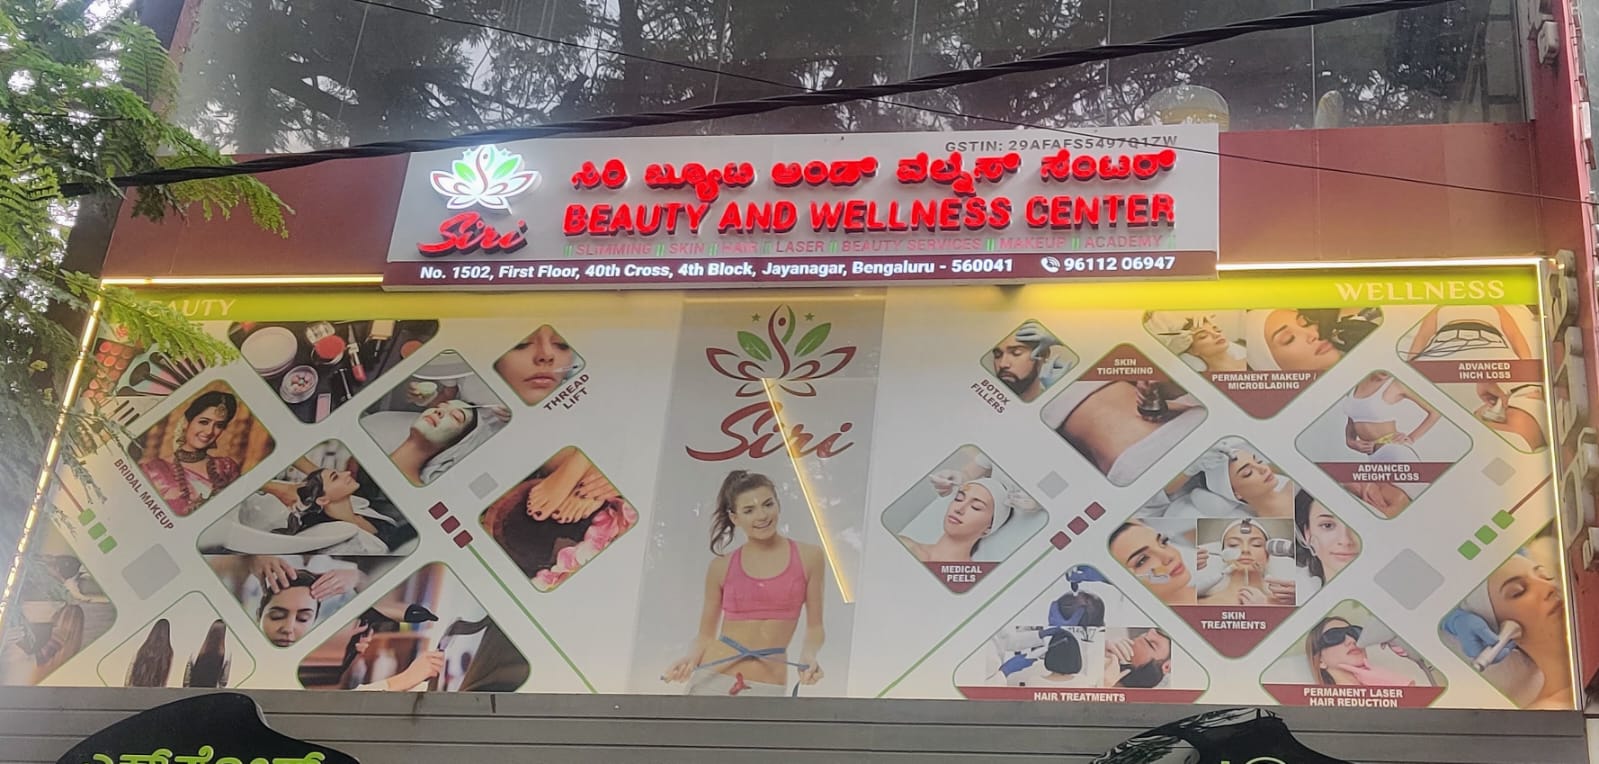 GSTIN: 29AFAFS5497Q1ZW
ಸಿರಿ ಬ್ಯೂಟಿ ಅಂಡ್ ವೆಲ್ನೆಸ್ ಸೆಂಟರ್
Siri
BEAUTY AND WELLNESS CENTER
|| SLIMMING || SKIN || HAIR || LASER || BEAUTY SERVICES || MAKEUP || ACADEMY
No. 1502, First Floor, 40th Cross, 4th Block, Jayanagar, Bengaluru - 560041 96112 06947
BEAUTY
WELLNESS
THREAD
LIFT
BRIDAL MAKEUP
Siri
BOTOX
FILLERS
SKIN
TIGHTENING
PERMANENT MAKEUP /
MICROBLADING
ADVANCED
INCH LOSS
ADVANCED
WEIGHT LOSS
MEDICAL
PEELS
SKIN
TREATMENTS
HAIR TREATMENTS
PERMANENT LASER
HAIR REDUCTION